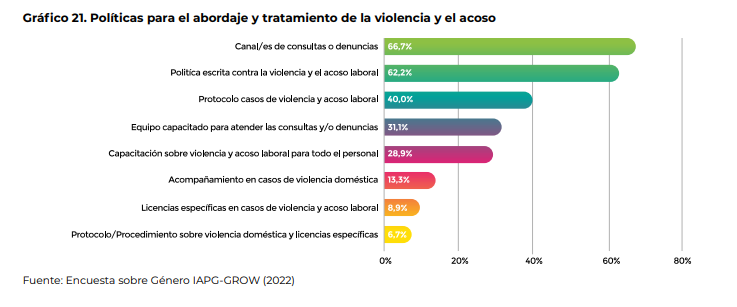 Gráfico 21. Políticas para el abordaje y tratamiento de la violencia y el acoso
Canal/es de consultas o denuncias 66,7%
Política escrita contra la violencia y el acoso laboral 62,2%
Protocolo casos de violencia y acoso laboral 40,0%
Equipo capacitado para atender las consultas y/o denuncias 31,1%
Capacitación sobre violencia y acoso laboral para todo el personal 28,9%
Acompañamiento en casos de violencia doméstica 13,3%
Licencias específicas en casos de violencia y acoso laboral 8,9%
Protocolo/Procedimiento sobre violencia doméstica y licencias específicas 6,7%
0% 20% 40% 60% 80%
Fuente: Encuesta sobre Género IAPG-GROW (2022)